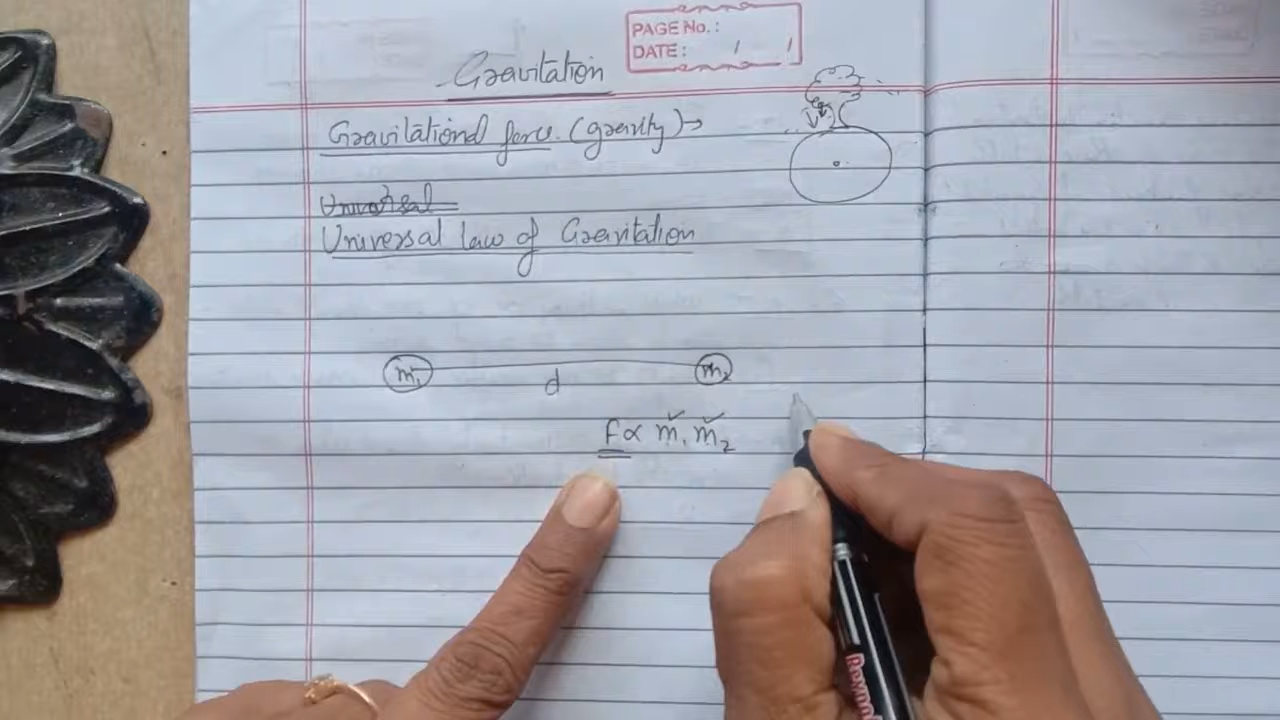 PAGE No.:
DATE: / /
Gravitation
Gravitational force (gravity)→
Universal
Universal law of Gravitation
m₁ d m₂
F∝ m₁ m₂